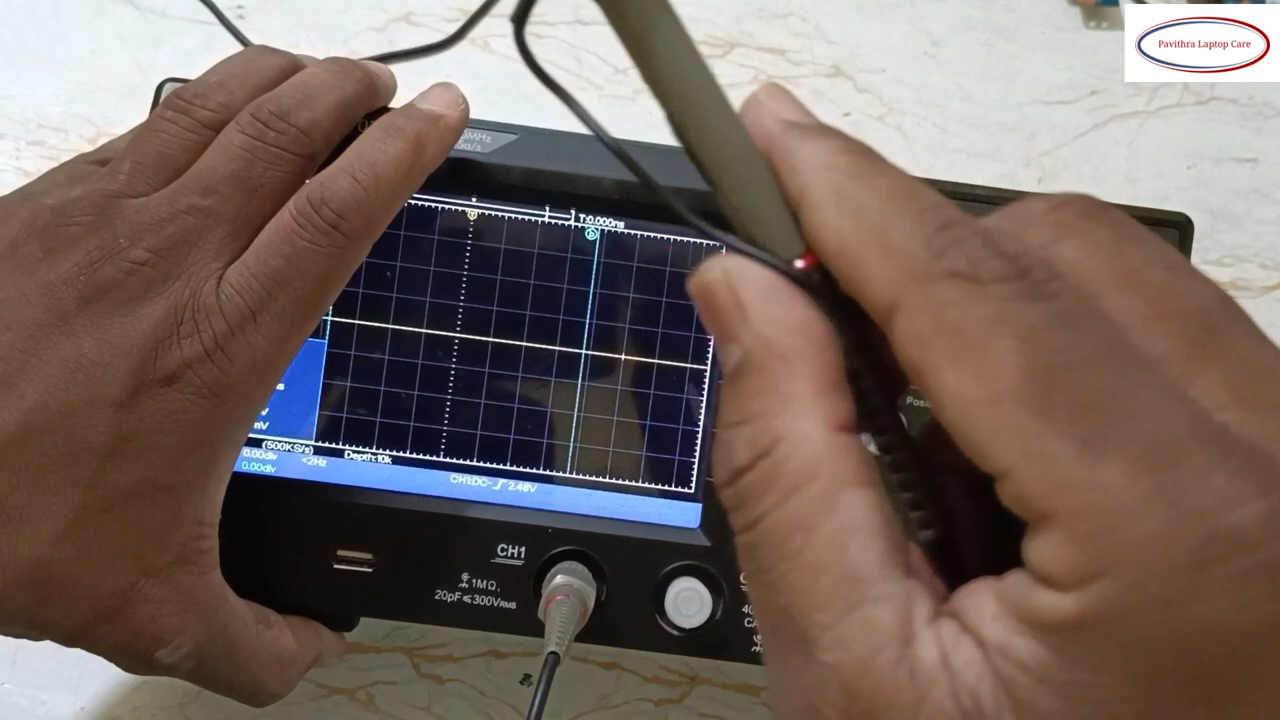 Pavithra Laptop Care
T:0.000ns
(500KS/s)
0.00div
<2Hz
Depth:10k
0.00div
CH1:DC-
2.48V
CH1
1MΩ,
20pF≤300VRMS